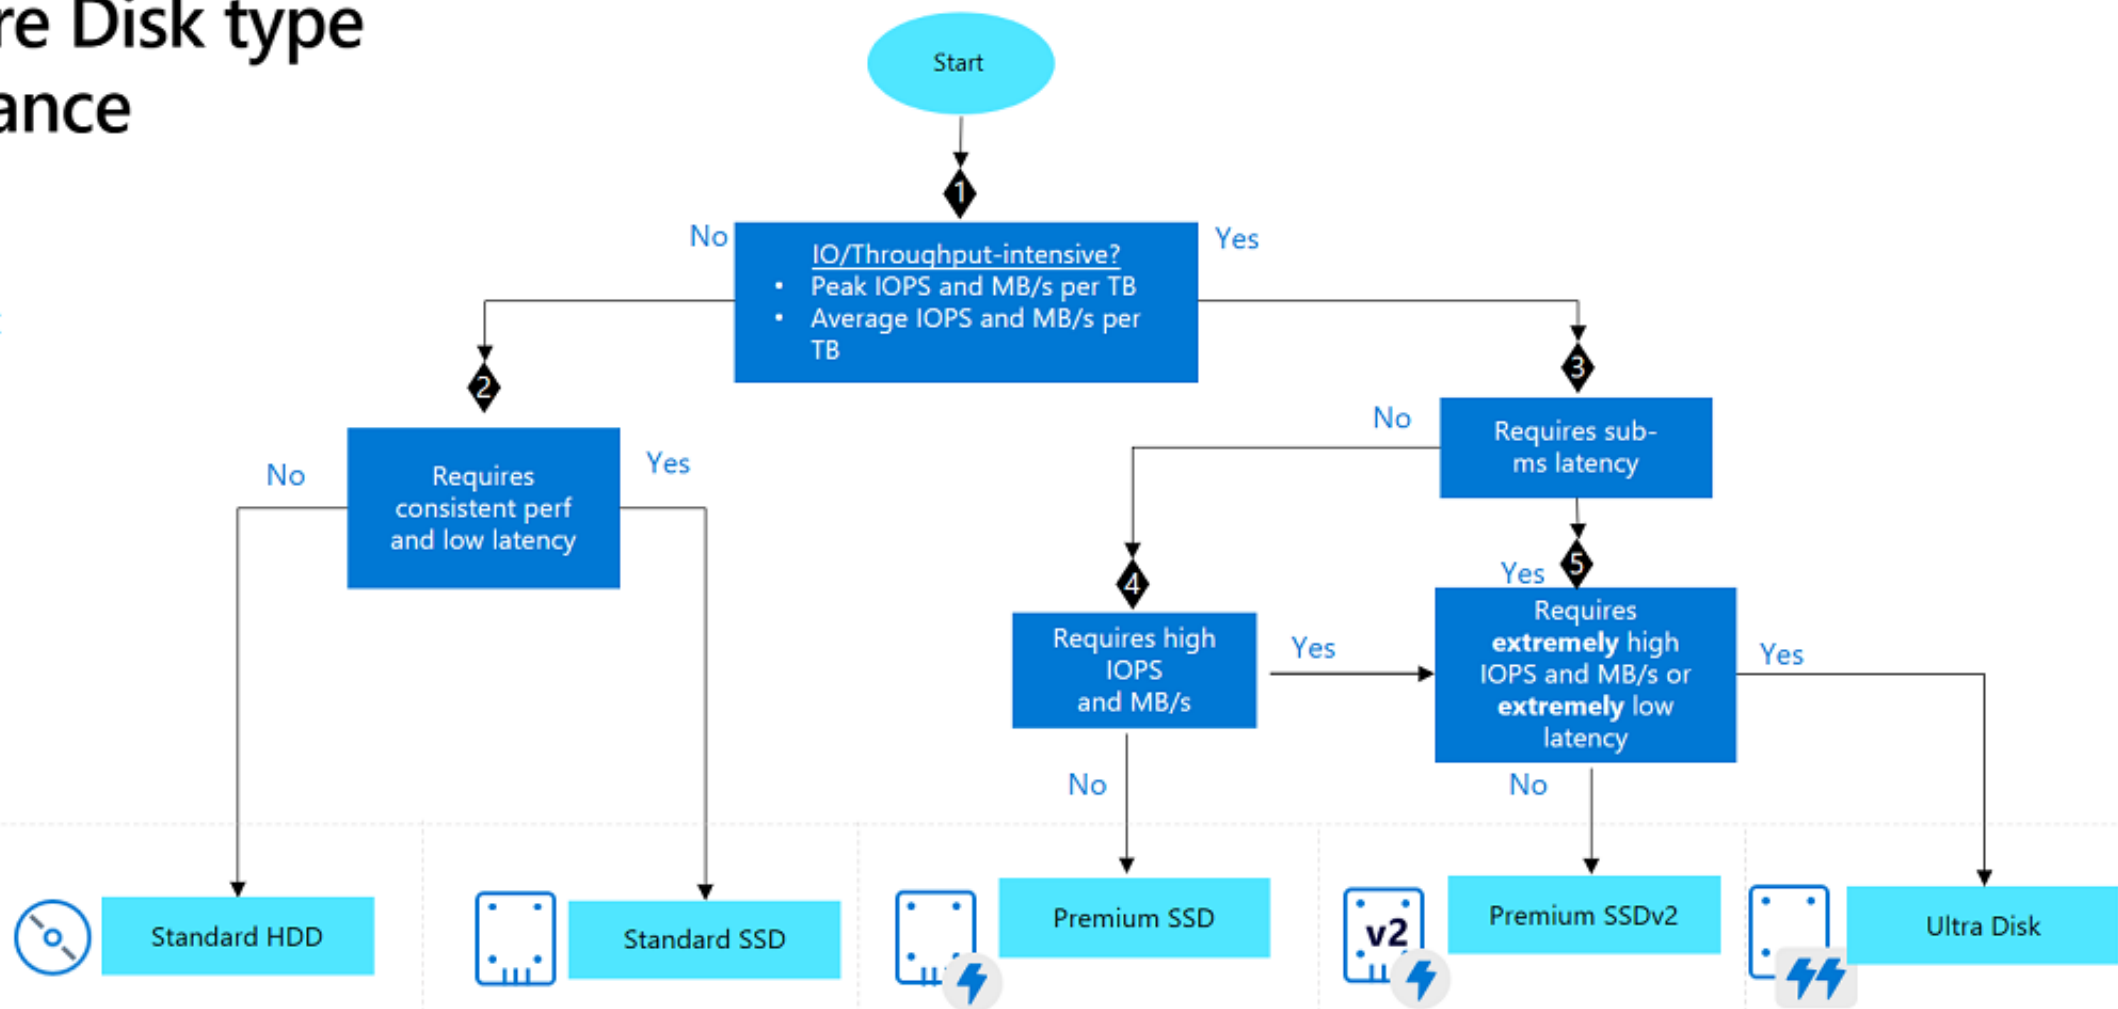 re Disk type
ance
Start
1
No
Yes
IO/Throughput-intensive?
• Peak IOPS and MB/s per TB
• Average IOPS and MB/s per
TB
2
3
No
Requires sub-
ms latency
No
Yes
Requires
consistent perf
and low latency
4
5
Yes
Requires high
IOPS
and MB/s
Yes
Requires
extremely high
IOPS and MB/s or
extremely low
latency
Yes
No
No
Standard HDD
Standard SSD
Premium SSD
v2
Premium SSDv2
Ultra Disk